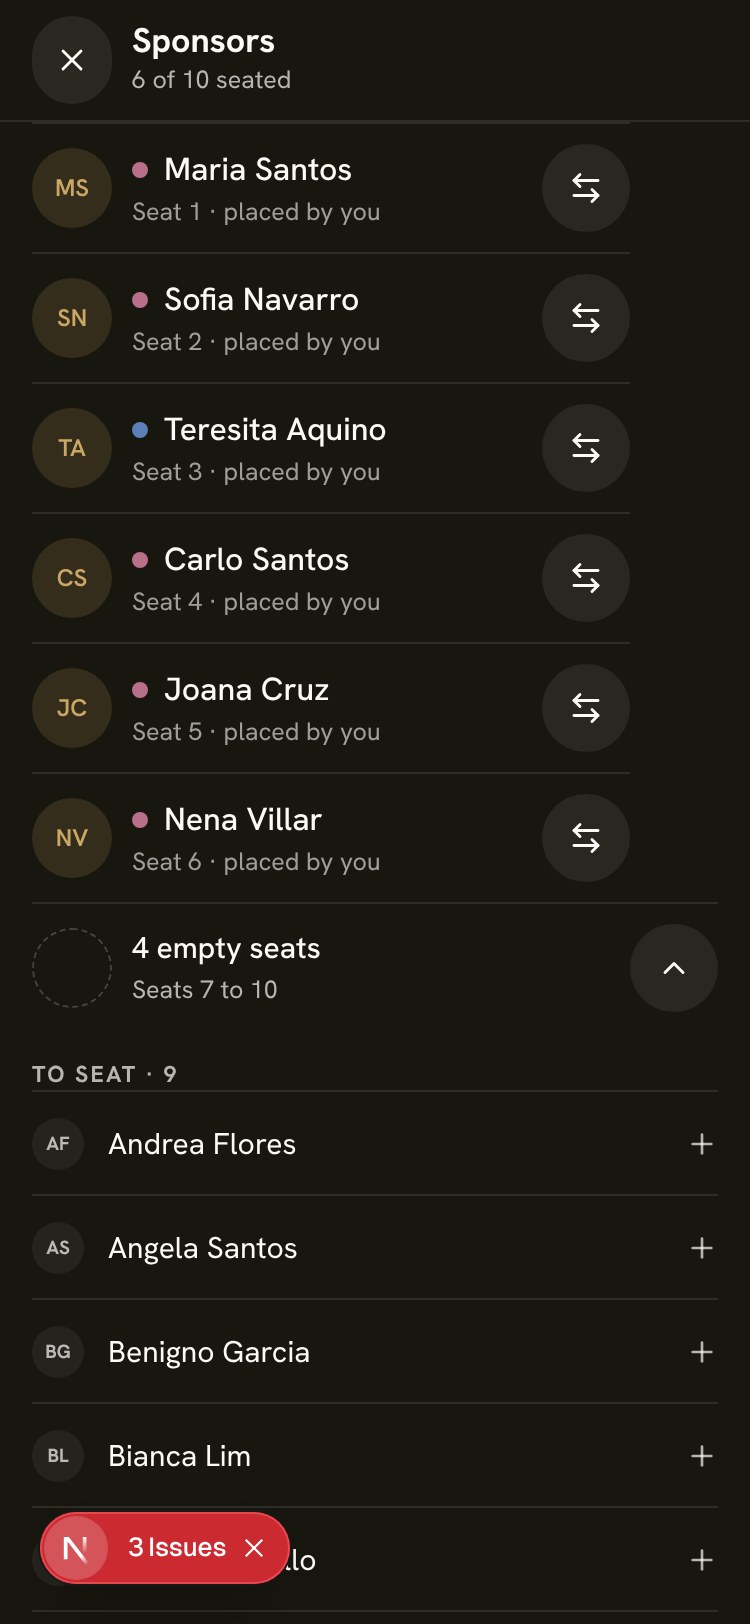 Sponsors
6 of 10 seated
MS
Maria Santos
Seat 1 · placed by you
SN
Sofia Navarro
Seat 2 · placed by you
TA
Teresita Aquino
Seat 3 · placed by you
CS
Carlo Santos
Seat 4 · placed by you
JC
Joana Cruz
Seat 5 · placed by you
NV
Nena Villar
Seat 6 · placed by you
4 empty seats
Seats 7 to 10
TO SEAT · 9
AF
Andrea Flores
AS
Angela Santos
BG
Benigno Garcia
BL
Bianca Lim
N
3 Issues